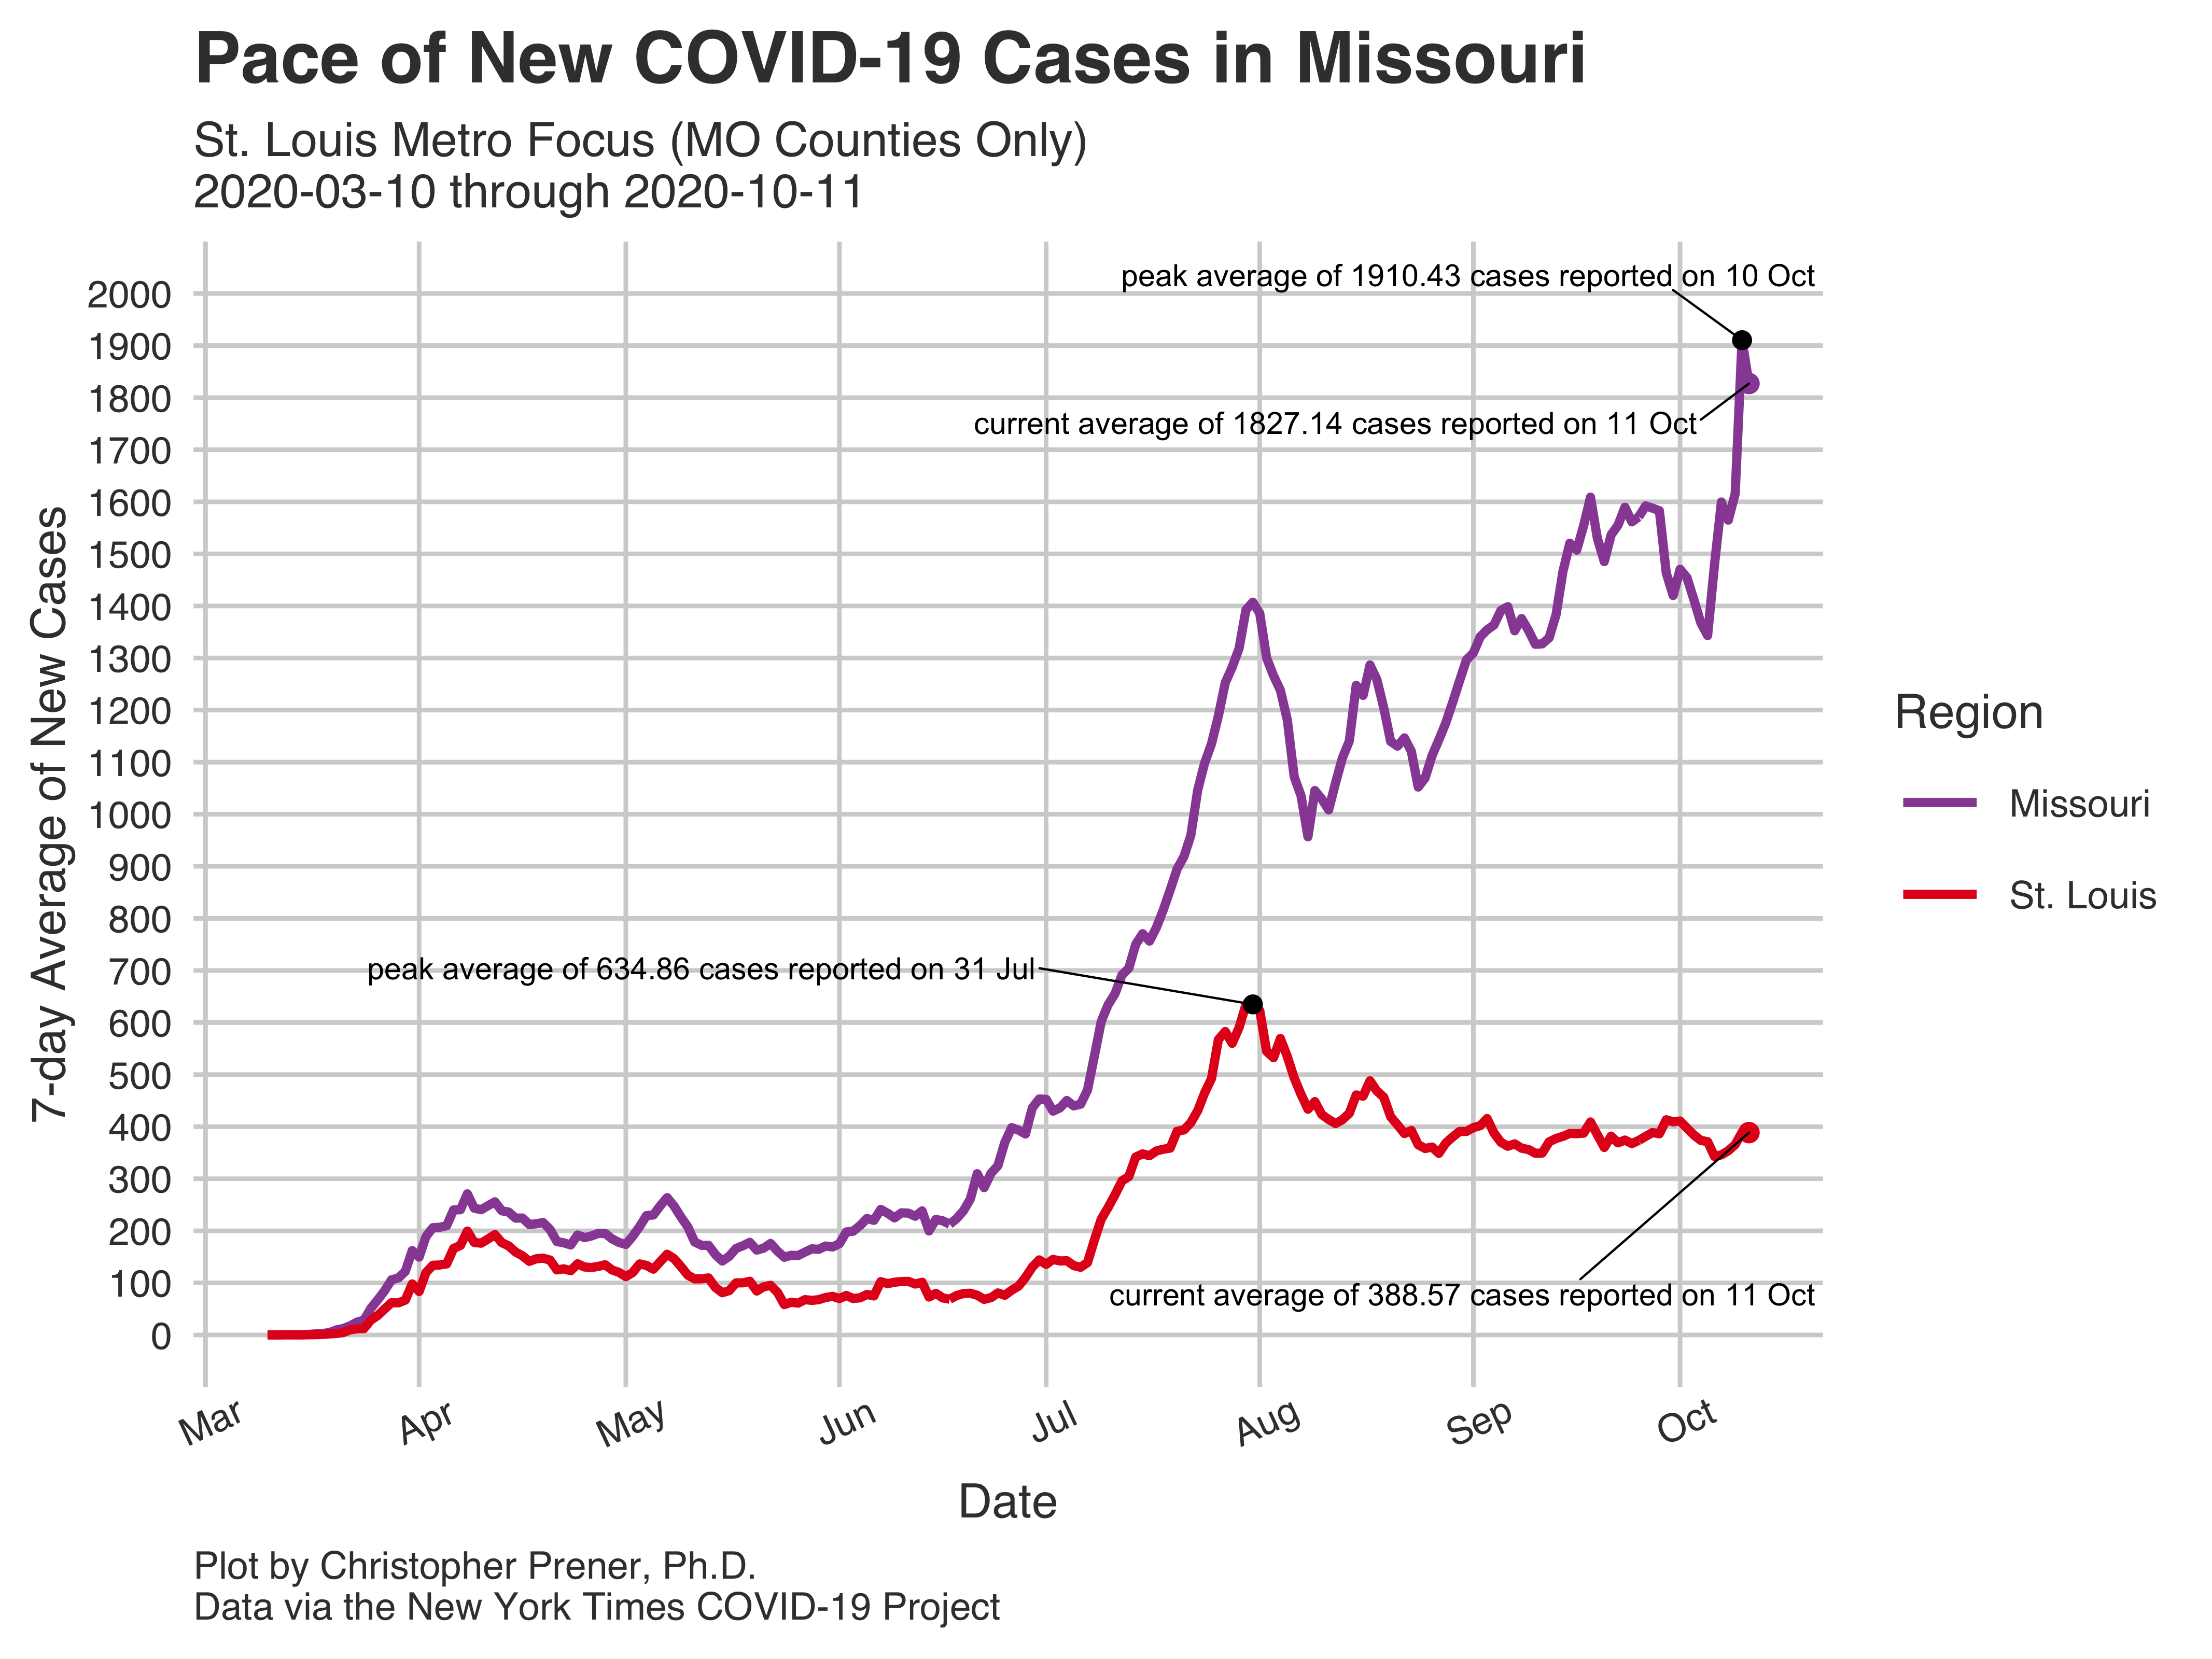 Pace of New COVID-19 Cases in Missouri
St. Louis Metro Focus (MO Counties Only)
2020-03-10 through 2020-10-11
peak average of 1910.43 cases reported on 10 Oct
current average of 1827.14 cases reported on 11 Oct
peak average of 634.86 cases reported on 31 Jul
current average of 388.57 cases reported on 11 Oct
7-day Average of New Cases
2000
1900
1800
1700
1600
1500
1400
1300
1200
1100
1000
900
800
700
600
500
400
300
200
100
0
Mar
Apr
May
Jun
Jul
Aug
Sep
Oct
Date
Region
Missouri
St. Louis
Plot by Christopher Prener, Ph.D.
Data via the New York Times COVID-19 Project